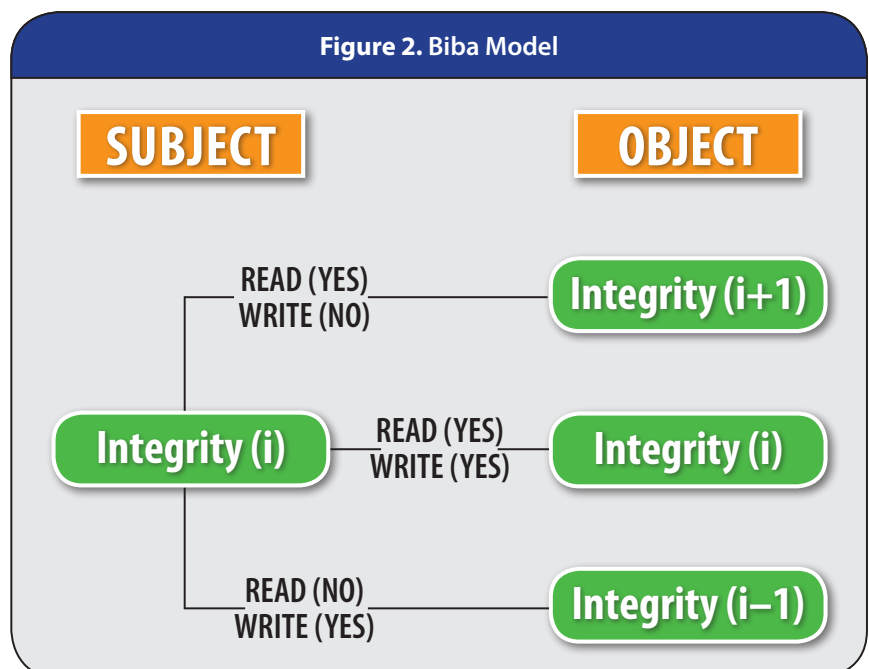 Figure 2. Biba Model
SUBJECT
OBJECT
READ (YES)
WRITE (NO)
Integrity (i+1)
Integrity (i)
READ (YES)
WRITE (YES)
Integrity (i)
READ (NO)
WRITE (YES)
Integrity (i–1)